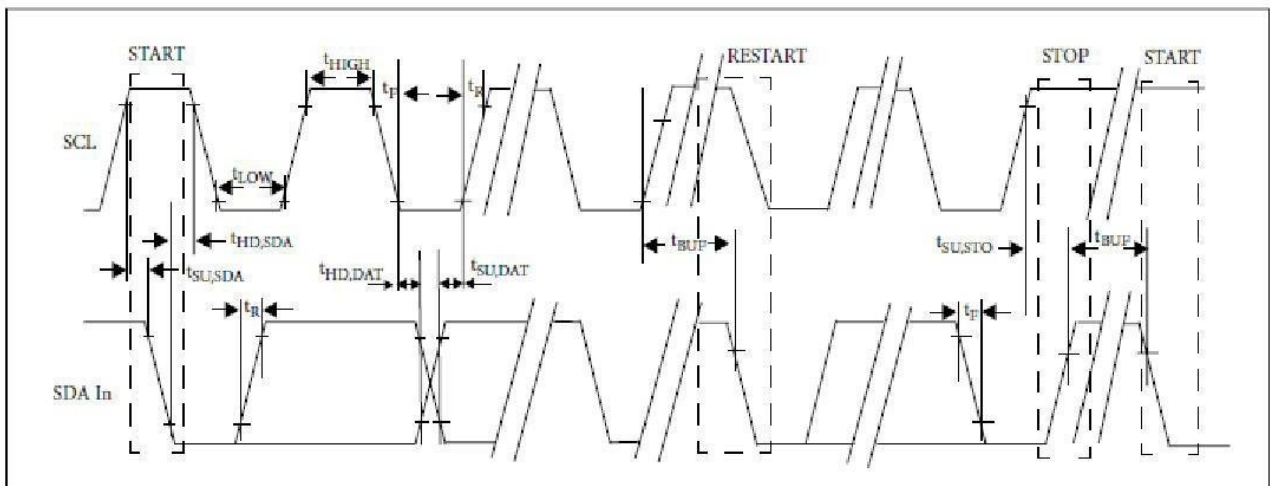 START
tHIGH
tF
tR
RESTART
STOP
START
SCL
tLOW
tHD,SDA
tSU,SDA
tHD,DAT
tSU,DAT
tBUF
tSU,STO
tBUF
tR
tF
SDA In